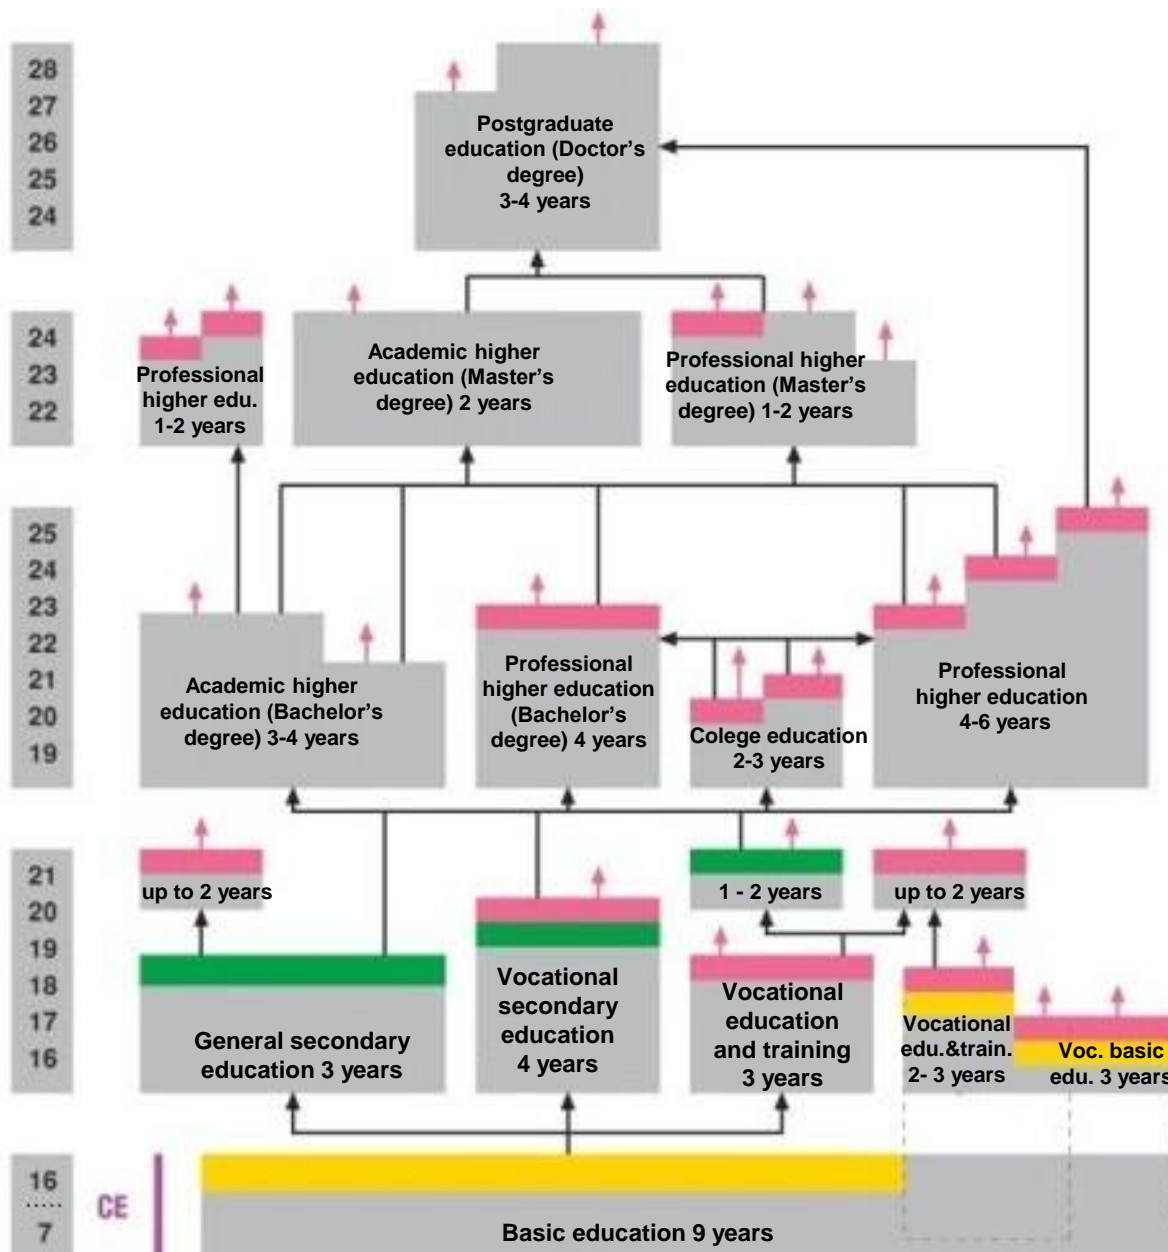 28
27
26
25
24
Postgraduate
education (Doctor's
degree)
3-4 years
24
23
22
Professional
higher edu.
1-2 years
Academic higher
education (Master's
degree) 2 years
Professional higher
education (Master's
degree) 1-2 years
25
24
23
22
21
20
19
Academic higher
education (Bachelor's
degree) 3-4 years
Professional
higher education
(Bachelor's
degree) 4 years
Colege education
2-3 years
Professional
higher education
4-6 years
21
20
19
18
17
16
up to 2 years
1 - 2 years
up to 2 years
General secondary
education 3 years
Vocational
secondary
education
4 years
Vocational
education
and training
3 years
Vocational
edu.&train.
2- 3 years
Voc. basic
edu. 3 years
16
.....
7
CE
Basic education 9 years